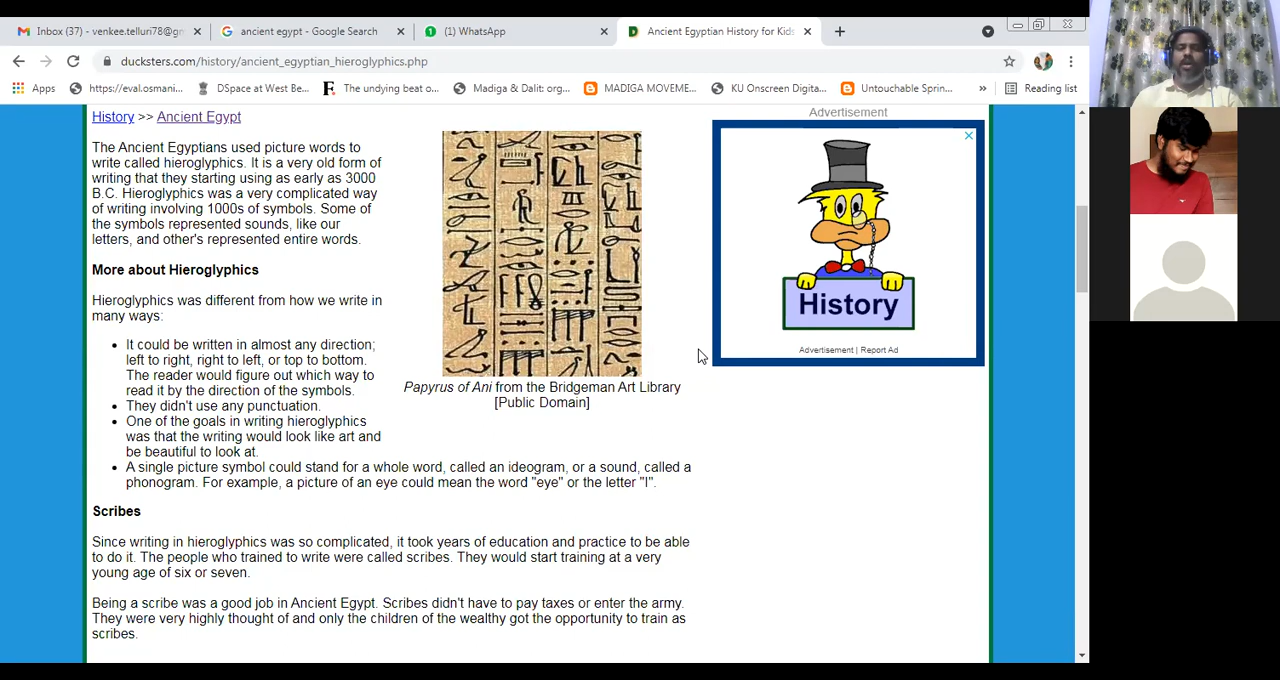 Inbox (37) - venkee.telluri78@gm
ancient egypt - Google Search
(1) WhatsApp
Ancient Egyptian History for Kids
ducksters.com/history/ancient_egyptian_hieroglyphics.php
Apps
https://eval.osmani...
DSpace at West Be...
The undying beat o...
Madiga & Dalit: org...
MADIGA MOVEME...
KU Onscreen Digita...
Untouchable Sprin...
»
Reading list
History >> Ancient Egypt
The Ancient Egyptians used picture words to
write called hieroglyphics. It is a very old form of
writing that they starting using as early as 3000
B.C. Hieroglyphics was a very complicated way
of writing involving 1000s of symbols. Some of
the symbols represented sounds, like our
letters, and other's represented entire words.
More about Hieroglyphics
Hieroglyphics was different from how we write in
many ways:
• It could be written in almost any direction;
left to right, right to left, or top to bottom.
The reader would figure out which way to
read it by the direction of the symbols.
• They didn't use any punctuation.
• One of the goals in writing hieroglyphics
was that the writing would look like art and
be beautiful to look at.
• A single picture symbol could stand for a whole word, called an ideogram, or a sound, called a
phonogram. For example, a picture of an eye could mean the word "eye" or the letter "I".
Papyrus of Ani from the Bridgeman Art Library
[Public Domain]
Scribes
Since writing in hieroglyphics was so complicated, it took years of education and practice to be able
to do it. The people who trained to write were called scribes. They would start training at a very
young age of six or seven.
Being a scribe was a good job in Ancient Egypt. Scribes didn't have to pay taxes or enter the army.
They were very highly thought of and only the children of the wealthy got the opportunity to train as
scribes.
Advertisement
History
Advertisement | Report Ad